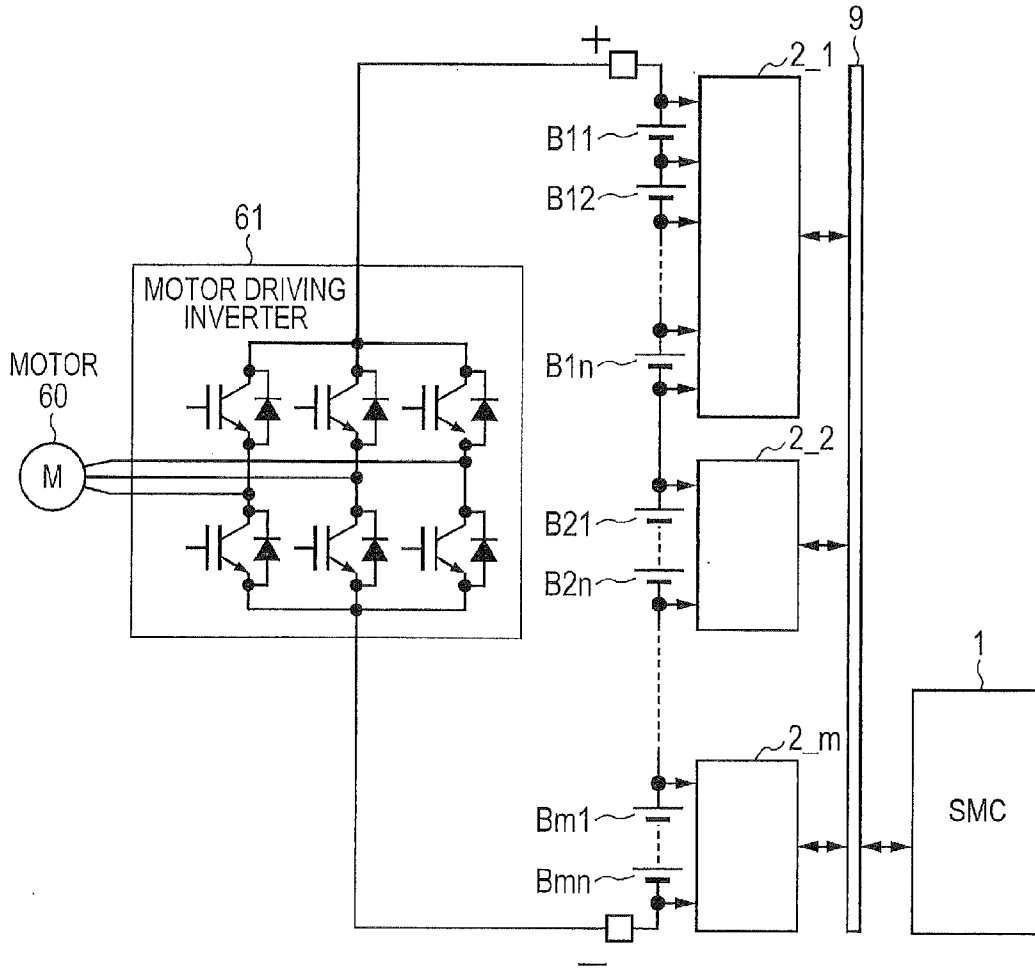 +
9
2_1
B11
B12
61
MOTOR DRIVING
INVERTER
B1n
MOTOR
60
M
2_2
B21
B2n
1
2_m
Bm1
SMC
Bmn
−